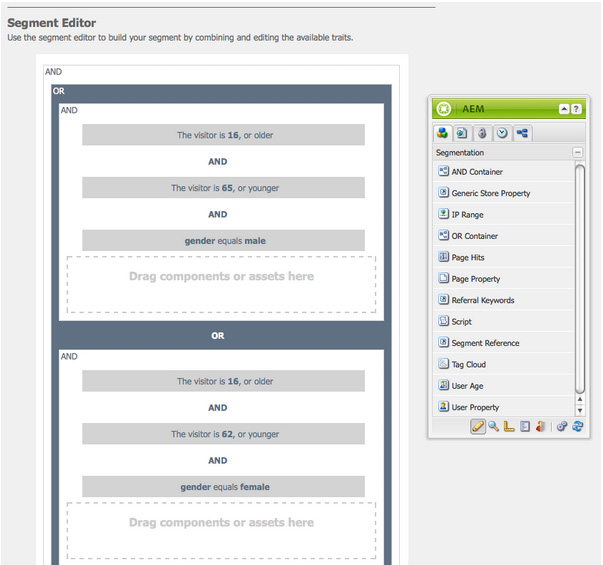 Segment Editor
Use the segment editor to build your segment by combining and editing the available traits.
AND
OR
AND
The visitor is 16, or older
AND
The visitor is 65, or younger
AND
gender equals male
Drag components or assets here
OR
AND
The visitor is 16, or older
AND
The visitor is 62, or younger
AND
gender equals female
Drag components or assets here
AEM
?
Segmentation
AND Container
Generic Store Property
IP Range
OR Container
Page Hits
Page Property
Referral Keywords
Script
Segment Reference
Tag Cloud
User Age
User Property